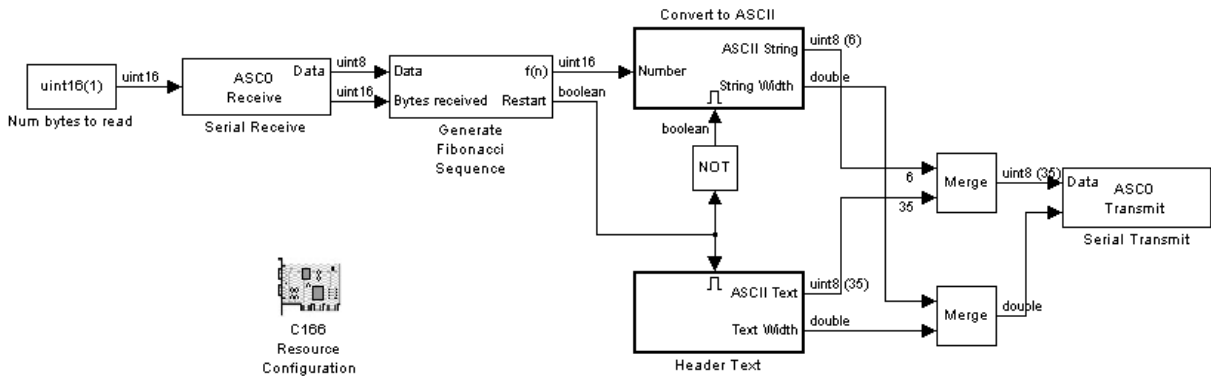 Convert to ASCII
uint8 (6)
ASCII String
double
Number
String Width
boolean
uint16(1)
uint16
Num bytes to read
ASC0
Receive
Data
Serial Receive
uint8
uint16
Data
f(n)
Bytes received
Restart
Generate
Fibonacci
Sequence
uint16
boolean
NOT
6
35
Merge
uint8 (35)
Data
ASC0
Transmit
Serial Transmit
ASCII Text
uint8 (35)
Text Width
double
Header Text
Merge
double
C166
Resource
Configuration